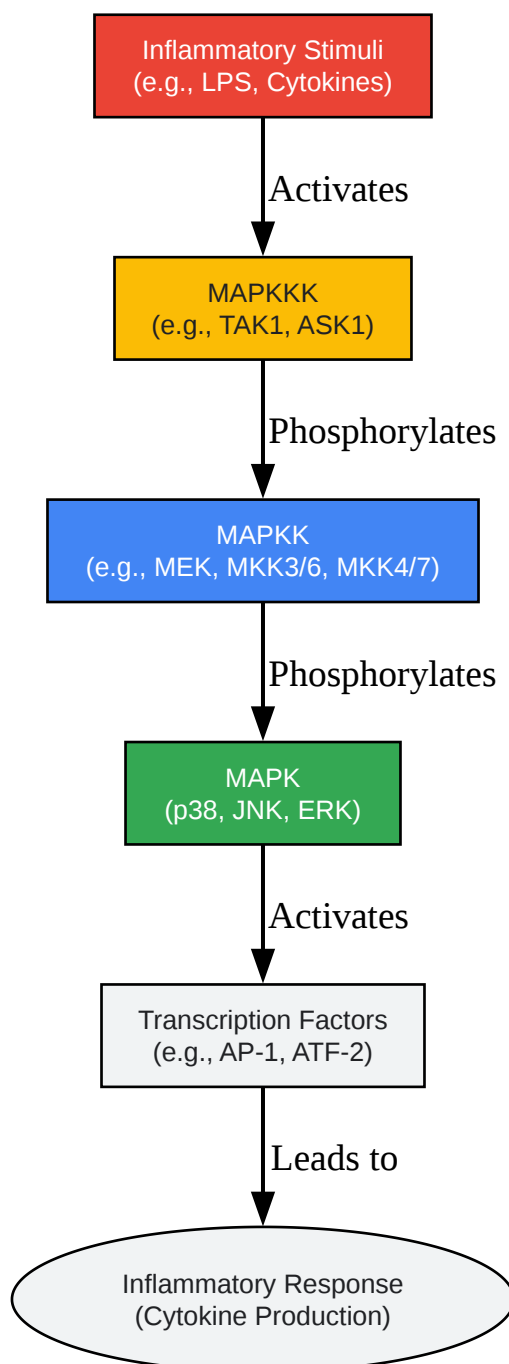 Inflammatory Stimuli
(e.g., LPS, Cytokines)
Activates
MAPKKK
(e.g., TAK1, ASK1)
Phosphorylates
MAPKK
(e.g., MEK, MKK3/6, MKK4/7)
Phosphorylates
MAPK
(p38, JNK, ERK)
Activates
Transcription Factors
(e.g., AP-1, ATF-2)
Leads to
Inflammatory Response
(Cytokine Production)